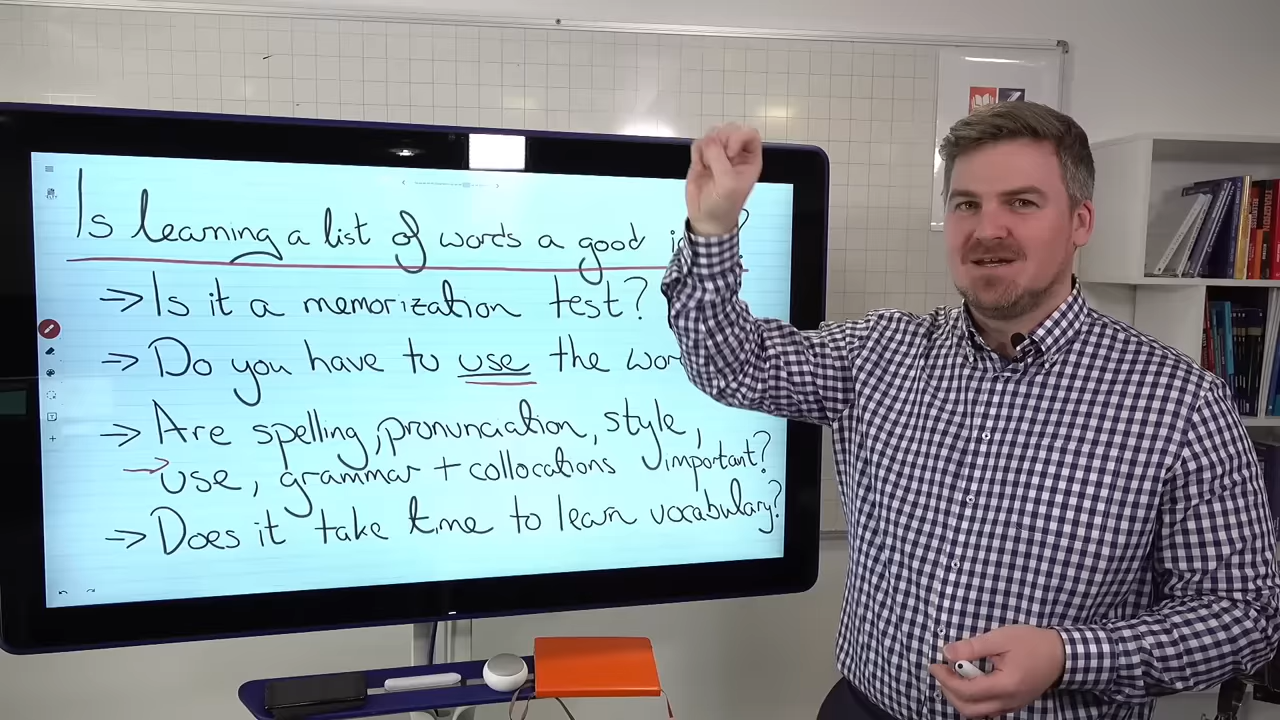 Is learning a list of words a good i ?
→ Is it a memorization test?
→ Do you have to use the wor
→ Are spelling, pronunciation, style,
→ use, grammar + collocations important?
→ Does it take time to learn vocabulary?